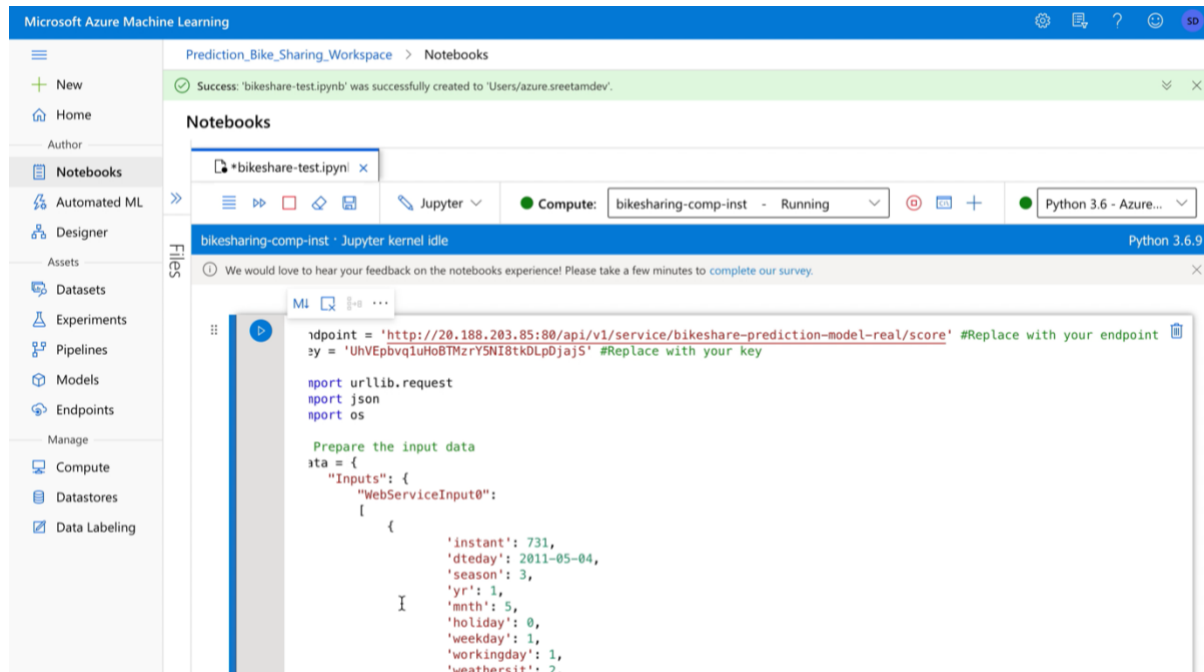 Microsoft Azure Machine Learning
SD
Prediction_Bike_Sharing_Workspace > Notebooks
New
Success: 'bikeshare-test.ipynb' was successfully created to 'Users/azure.sreetamdev'.
Home
Notebooks
Author
*bikeshare-test.ipyn
Notebooks
Automated ML
Jupyter
Compute:
bikesharing-comp-inst - Running
Python 3.6 - Azure...
Designer
bikesharing-comp-inst · Jupyter kernel idle
Python 3.6.9
Files
Assets
We would love to hear your feedback on the notebooks experience! Please take a few minutes to complete our survey.
Datasets
M↓
Experiments
Pipelines
Models
Endpoints
Manage
Compute
Datastores
Data Labeling
ndpoint = 'http://20.188.203.85:80/api/v1/service/bikeshare-prediction-model-real/score' #Replace with your endpoint
ey = 'UhVEpbvq1uHoBTMzrY5NI8tkDLpDjajS' #Replace with your key
mport urllib.request
mport json
mport os
Prepare the input data
ata = {
"Inputs": {
"WebServiceInput0":
[
{
'instant': 731,
'dteday': 2011-05-04,
'season': 3,
'yr': 1,
'mnth': 5,
'holiday': 0,
'weekday': 1,
'workingday': 1,
'weathersit': 2,